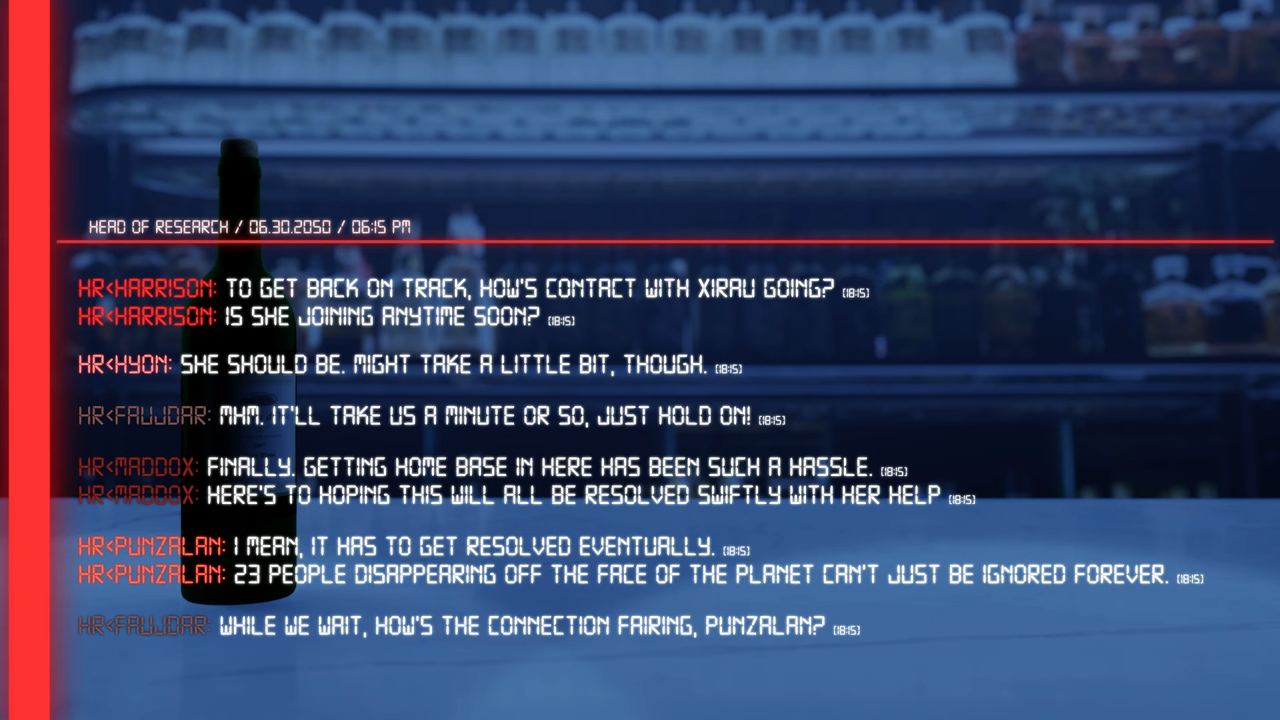 HEAD OF RESEARCH / 06.30.2050 / 06:15 PM
HR<HARRISON: TO GET BACK ON TRACK, HOW'S CONTACT WITH XIRAU GOING? [18:15]
HR<HARRISON: IS SHE JOINING ANYTIME SOON? [18:15]
HR<HYON: SHE SHOULD BE. MIGHT TAKE A LITTLE BIT, THOUGH. [18:15]
HR<FAUJDAR: MHM. IT'LL TAKE US A MINUTE OR SO, JUST HOLD ON! [18:15]
HR<MADDOX: FINALLY. GETTING HOME BASE IN HERE HAS BEEN SUCH A HASSLE. [18:15]
HR<MADDOX: HERE'S TO HOPING THIS WILL ALL BE RESOLVED SWIFTLY WITH HER HELP [18:15]
HR<PUNZALAN: I MEAN, IT HAS TO GET RESOLVED EVENTUALLY. [18:15]
HR<PUNZALAN: 23 PEOPLE DISAPPEARING OFF THE FACE OF THE PLANET CAN'T JUST BE IGNORED FOREVER. [18:15]
HR<FAUJDAR: WHILE WE WAIT, HOW'S THE CONNECTION FAIRING, PUNZALAN? [18:15]